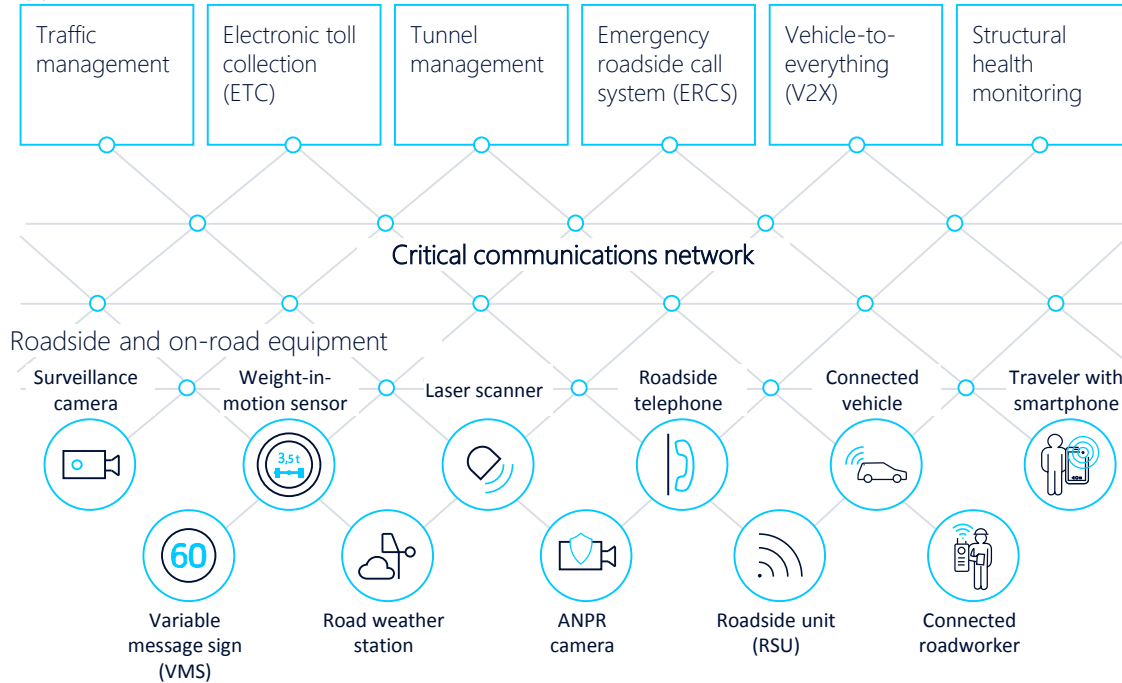 Traffic
management
Electronic toll
collection
(ETC)
Tunnel
management
Emergency
roadside call
system (ERCS)
Vehicle-to-
everything
(V2X)
Structural
health
monitoring
Critical communications network
Roadside and on-road equipment
Surveillance
camera
Weight-in-
motion sensor
Laser scanner
Roadside
telephone
Connected
vehicle
Traveler with
smartphone
3,5 t
60
Variable
message sign
(VMS)
Road weather
station
ANPR
camera
Roadside unit
(RSU)
Connected
roadworker